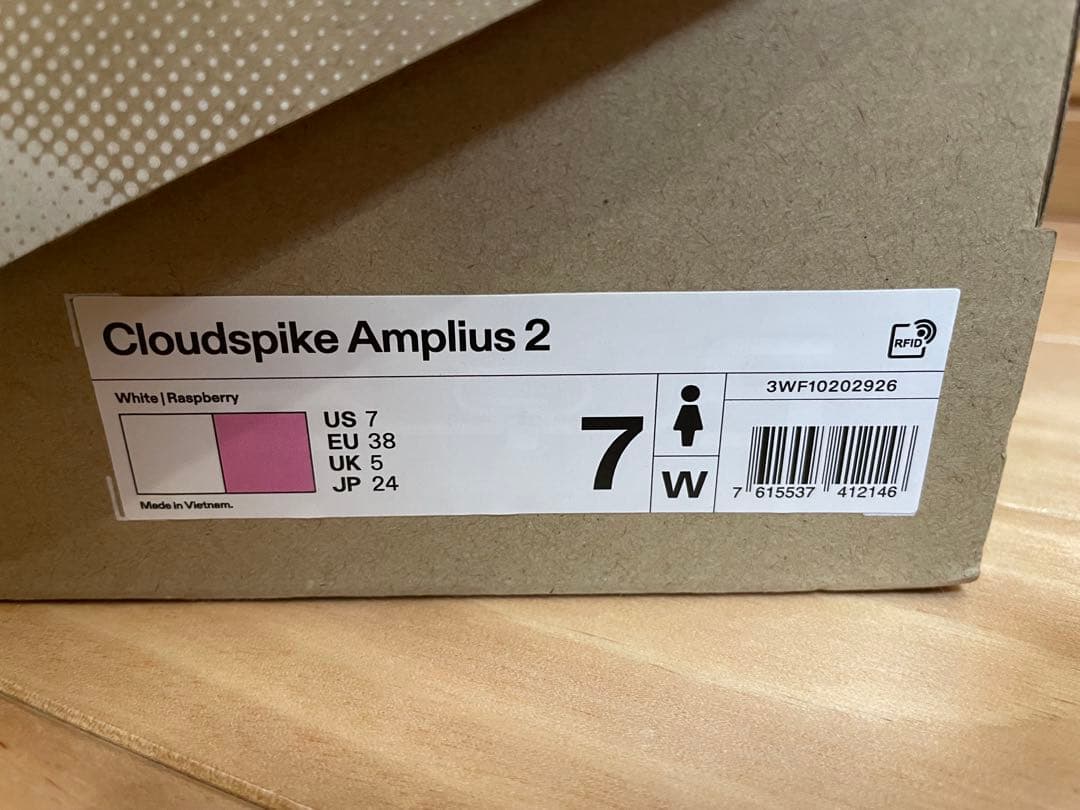 Cloudspike Amplius 2
RFID
White | Raspberry
US 7
EU 38
UK 5
JP 24
Made in Vietnam.
7
W
3WF10202926
7 615537 412146